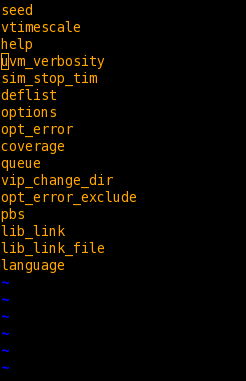 seed
vtimescale
help
uvm_verbosity
sim_stop_tim
deflist
options
opt_error
coverage
queue
vip_change_dir
opt_error_exclude
pbs
lib_link
lib_link_file
language
~
~
~
~
~
~